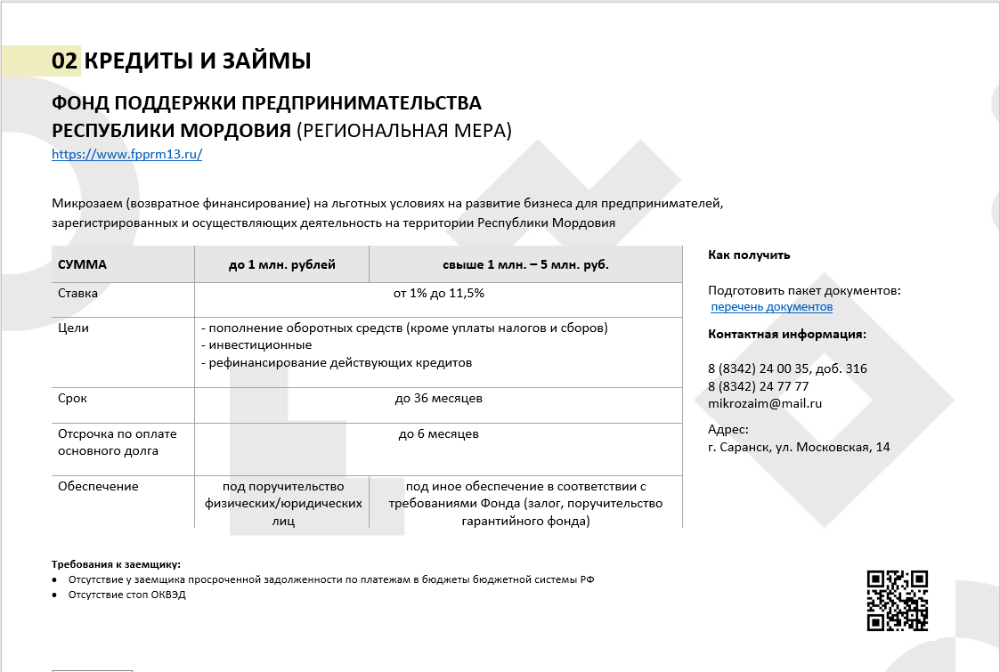 02 КРЕДИТЫ И ЗАЙМЫ
ФОНД ПОДДЕРЖКИ ПРЕДПРИНИМАТЕЛЬСТВА
РЕСПУБЛИКИ МОРДОВИЯ (РЕГИОНАЛЬНАЯ МЕРА)
https://www.fpprm13.ru/
Микрозаем (возвратное финансирование) на льготных условиях на развитие бизнеса для предпринимателей,
зарегистрированных и осуществляющих деятельность на территории Республики Мордовия
СУММА до 1 млн. рублей свыше 1 млн. – 5 млн. руб.
Ставка от 1% до 11,5%
Цели - пополнение оборотных средств (кроме уплаты налогов и сборов)
- инвестиционные
- рефинансирование действующих кредитов
Срок до 36 месяцев
Отсрочка по оплате до 6 месяцев
основного долга
Обеспечение под поручительство под иное обеспечение в соответствии с
физических/юридических требованиями Фонда (залог, поручительство
лиц гарантийного фонда)
Как получить
Подготовить пакет документов:
перечень документов
Контактная информация:
8 (8342) 24 00 35, доб. 316
8 (8342) 24 77 77
mikrozaim@mail.ru
Адрес:
г. Саранск, ул. Московская, 14
Требования к заемщику:
• Отсутствие у заемщика просроченной задолженности по платежам в бюджеты бюджетной системы РФ
• Отсутствие стоп ОКВЭД